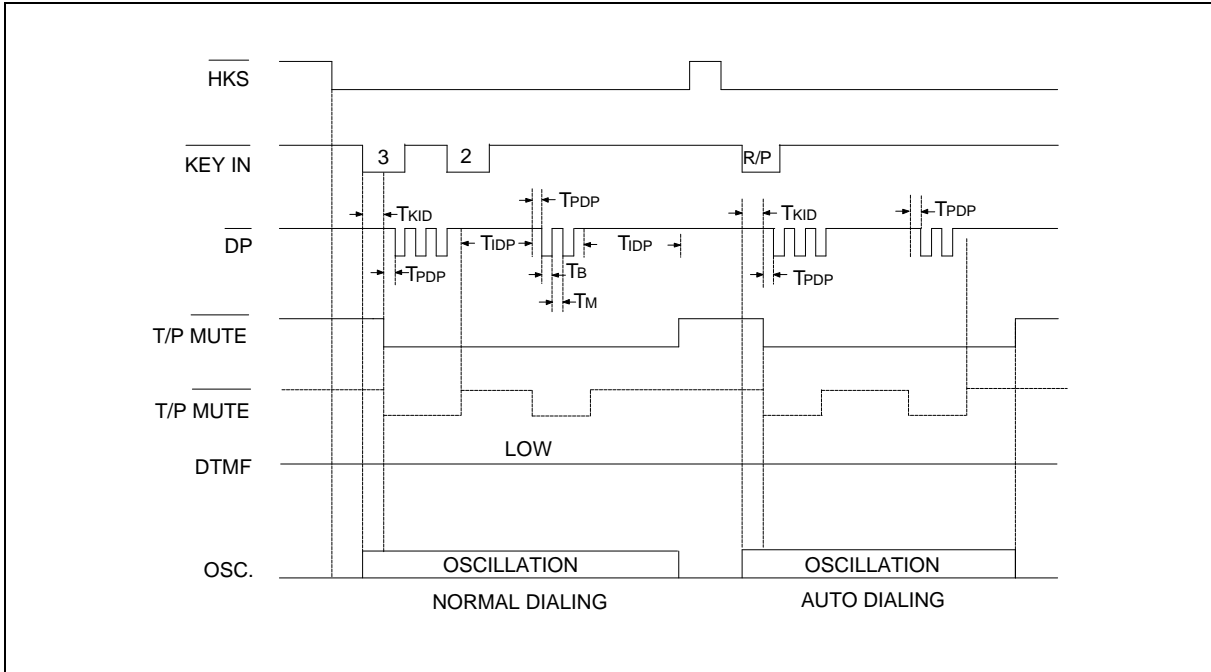 HKS
KEY IN
3
2
R/P
TKID
TPDP
TKID
TPDP
DP
TIDP
TIDP
TPDP
TB
TPDP
TM
T/P MUTE
T/P MUTE
LOW
DTMF
OSC.
OSCILLATION
OSCILLATION
NORMAL DIALING
AUTO DIALING